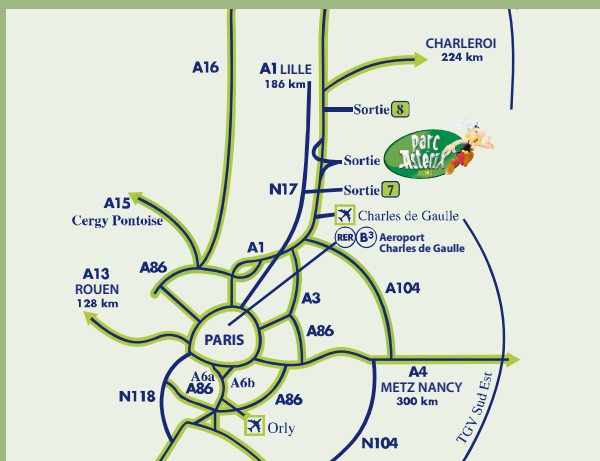 CHARLEROI
224 km
A16
A1 LILLE
186 km
Sortie 8
parc
Asterix
Sortie
N17
Sortie 7
A15
Cergy Pontoise
Charles de Gaulle
RER B3 Aeroport
Charles de Gaulle
A1
A86
A13
ROUEN
128 km
A104
A3
A86
PARIS
A4
METZ NANCY
300 km
A6a
A86
A6b
N118
A86
Orly
N104
TGV Sud Est